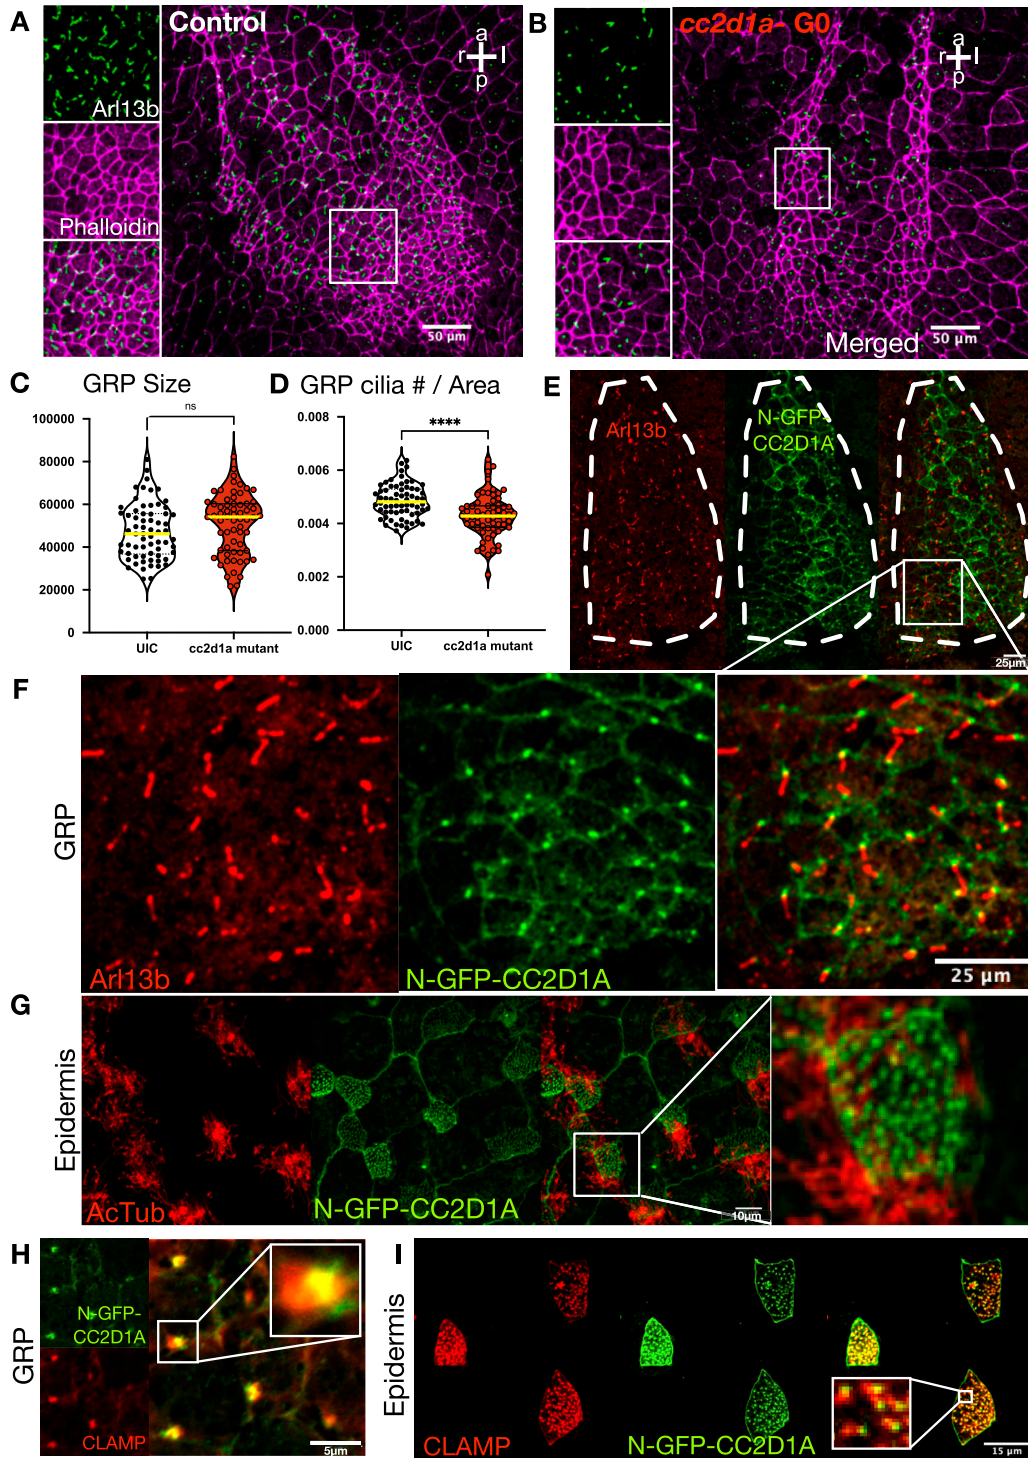 A
Control
a
r l
p
Arl13b
Phalloidin
50 µm
B
cc2d1a- G0
a
r l
p
Merged
50 µm
C
GRP Size
ns
100000
80000
60000
40000
20000
0
UIC
cc2d1a mutant
D
GRP cilia # / Area
****
0.008
0.006
0.004
0.002
0.000
UIC
cc2d1a mutant
E
Arl13b
N-GFP-
CC2D1A
25µm
F
GRP
Arl13b
N-GFP-CC2D1A
25 µm
G
Epidermis
AcTub
N-GFP-CC2D1A
10µm
H
GRP
N-GFP-
CC2D1A
CLAMP
5µm
I
Epidermis
CLAMP
N-GFP-CC2D1A
15 µm